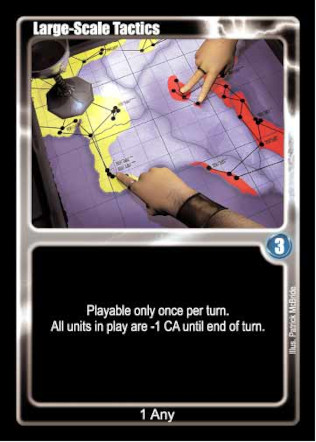 Large-Scale Tactics
3
Playable only once per turn.
All units in play are -1 CA until end of turn.
Illus. Patrick McBride
1 Any